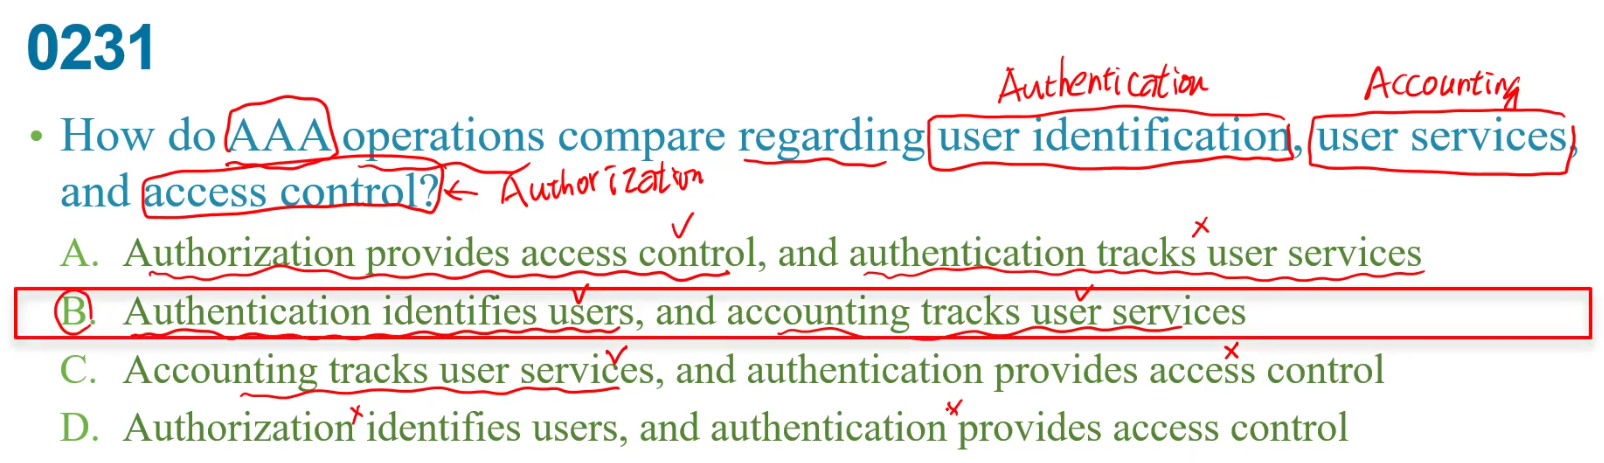 0231
Authentication Accounting
• How do AAA operations compare regarding user identification, user services,
and access control? ← Authorization
A. Authorization provides access control, and authentication tracks user services
B. Authentication identifies users, and accounting tracks user services
C. Accounting tracks user services, and authentication provides access control
D. Authorization identifies users, and authentication provides access control